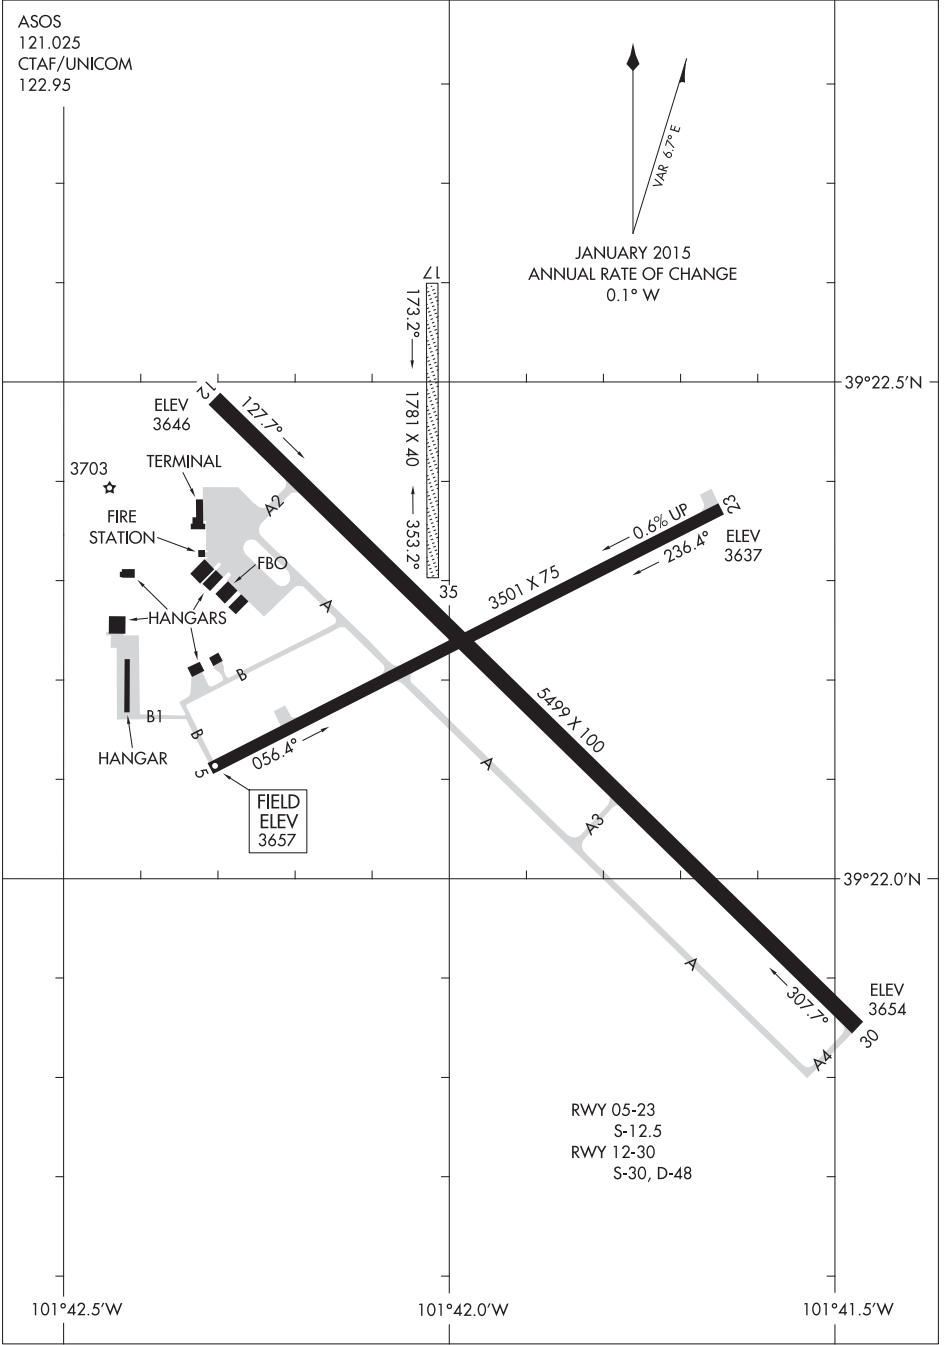 ASOS
121.025
CTAF/UNICOM
122.95
VAR 6.7° E
JANUARY 2015
ANNUAL RATE OF CHANGE
0.1° W
17
173.2°
1781 X 40
353.2°
35
39°22.5'N
12
ELEV
3646
127.7°
TERMINAL
3703
FIRE
STATION
A2
FBO
HANGARS
A
23
0.6% UP
236.4°
ELEV
3637
3501 X 75
B
B1
B
HANGAR
5
056.4°
FIELD
ELEV
3657
5499 X 100
A
A3
39°22.0'N
A
307.7°
ELEV
3654
30
A4
RWY 05-23
S-12.5
RWY 12-30
S-30, D-48
101°42.5'W
101°42.0'W
101°41.5'W